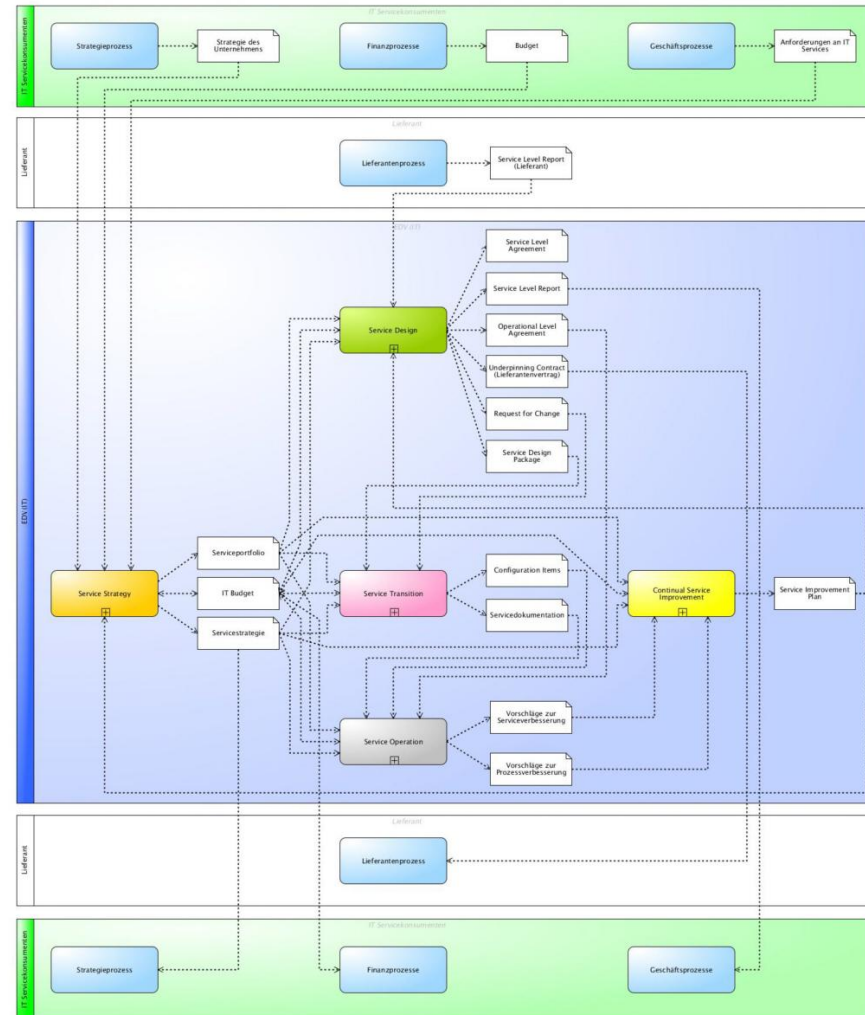 IT Servicekonsumenten
IT Servicekonsumenten
Strategieprozess
Strategie des
Unternehmens
Finanzprozesse
Budget
Geschäftsprozesse
Anforderungen an IT
Services
Lieferant
Lieferant
Lieferantenprozess
Service Level Report
(Lieferant)
EDV (IT)
EDV (IT)
Service Level
Agreement
Service Level Report
Service Design
Operational Level
Agreement
Underpinning Contract
(Lieferantenvertrag)
Request for Change
Service Design
Package
Serviceportfolio
Configuration Items
Service Strategy
IT Budget
Service Transition
Continual Service
Improvement
Service Improvement
Plan
Servicedokumentation
Servicestrategie
Vorschläge zur
Serviceverbesserung
Service Operation
Vorschläge zur
Prozessverbesserung
Lieferant
Lieferant
Lieferantenprozess
IT Servicekonsumenten
IT Servicekonsumenten
Strategieprozess
Finanzprozesse
Geschäftsprozesse